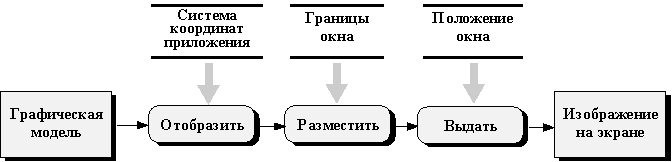 Система
координат
приложения
Границы
окна
Положение
окна
Графическая
модель
Отобразить
Разместить
Выдать
Изображение
на экране